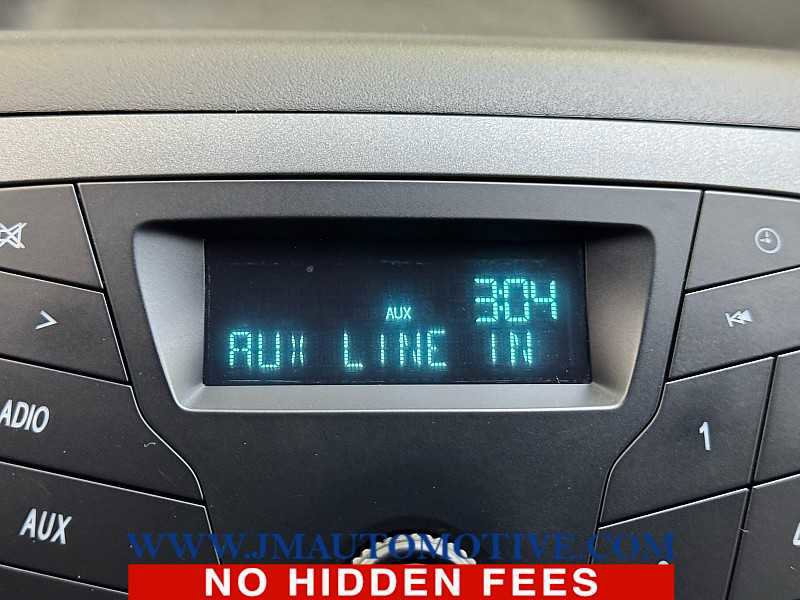 3:04
AUX
AUX LINE IN
1
ADIO
AUX
WWW.JMAUTOMOTIVE.COM
NO HIDDEN FEES